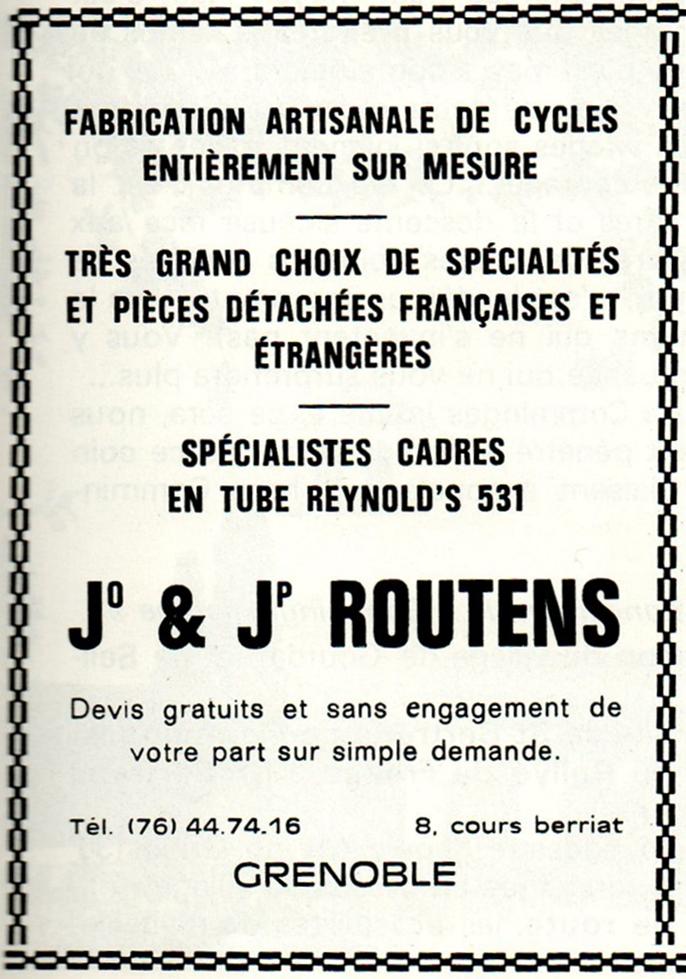 FABRICATION ARTISANALE DE CYCLES
ENTIÈREMENT SUR MESURE
TRÈS GRAND CHOIX DE SPÉCIALITÉS
ET PIÈCES DÉTACHÉES FRANÇAISES ET
ÉTRANGÈRES
SPÉCIALISTES CADRES
EN TUBE REYNOLD'S 531
Jº & Jᴾ ROUTENS
Devis gratuits et sans engagement de
votre part sur simple demande.
Tél. (76) 44.74.16 8, cours berriat
GRENOBLE